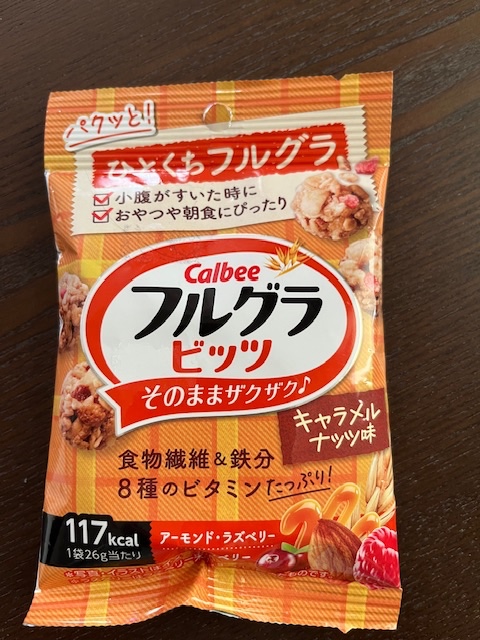 パクッと!!
ひとくちフルグラ
小腹がすいた時に
おやつや朝食にぴったり
Calbee
フルグラ
ビッツ
そのままザクザク♪
キャラメル
ナッツ味
食物繊維&鉄分
8種のビタミンたっぷり!
117kcal
1袋26g当たり
アーモンド・ラズベリー